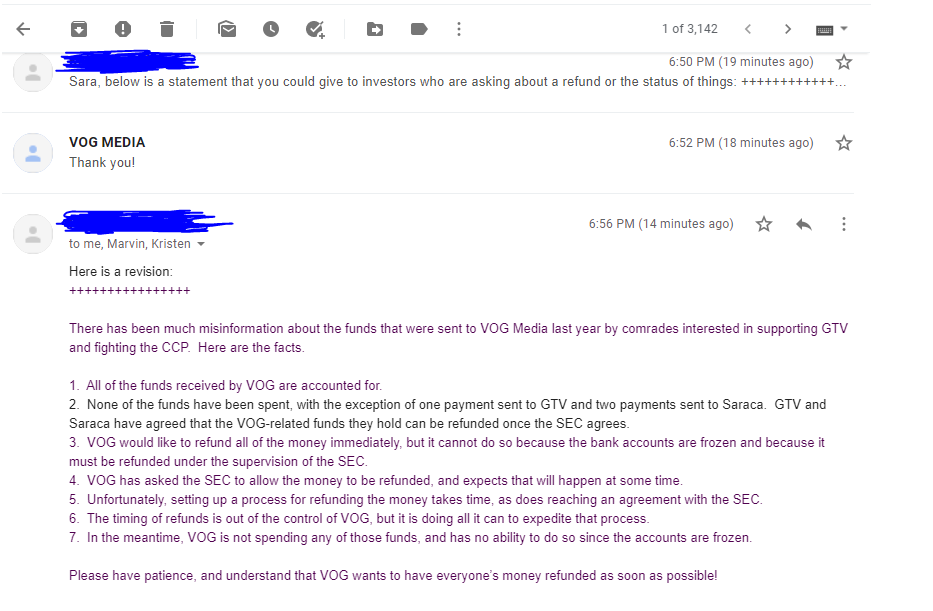 1 of 3,142
6:50 PM (19 minutes ago)
Sara, below is a statement that you could give to investors who are asking about a refund or the status of things: ++++++++++++...
VOG MEDIA
6:52 PM (18 minutes ago)
Thank you!
6:56 PM (14 minutes ago)
to me, Marvin, Kristen
Here is a revision:
++++++++++++++++
There has been much misinformation about the funds that were sent to VOG Media last year by comrades interested in supporting GTV
and fighting the CCP.  Here are the facts.
1.  All of the funds received by VOG are accounted for.
2.  None of the funds have been spent, with the exception of one payment sent to GTV and two payments sent to Saraca.  GTV and
Saraca have agreed that the VOG-related funds they hold can be refunded once the SEC agrees.
3.  VOG would like to refund all of the money immediately, but it cannot do so because the bank accounts are frozen and because it
must be refunded under the supervision of the SEC.
4.  VOG has asked the SEC to allow the money to be refunded, and expects that will happen at some time.
5.  Unfortunately, setting up a process for refunding the money takes time, as does reaching an agreement with the SEC.
6.  The timing of refunds is out of the control of VOG, but it is doing all it can to expedite that process.
7.  In the meantime, VOG is not spending any of those funds, and has no ability to do so since the accounts are frozen.
Please have patience, and understand that VOG wants to have everyone's money refunded as soon as possible!